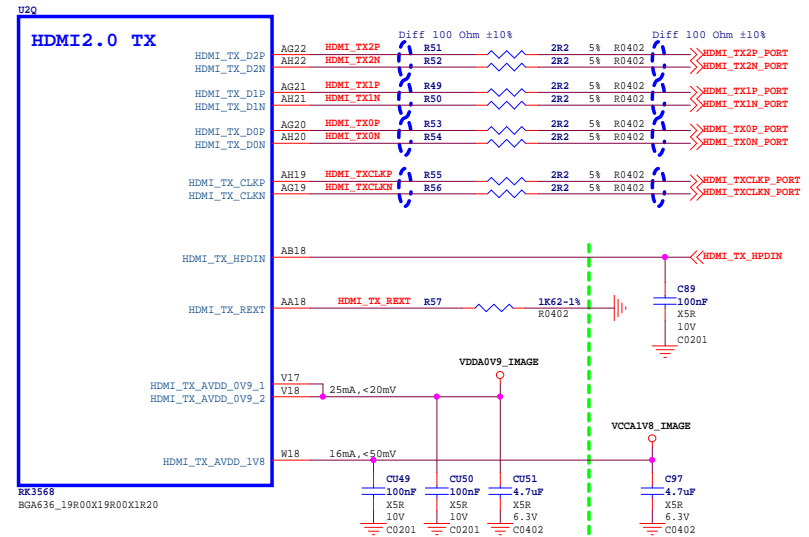 U2Q
HDMI2.0 TX
Diff 100 Ohm ±10% Diff 100 Ohm ±10%
HDMI_TX_D2P AG22 HDMI_TX2P R51 2R2 5% R0402 HDMI_TX2P_PORT
HDMI_TX_D2N AH22 HDMI_TX2N R52 2R2 5% R0402 HDMI_TX2N_PORT
HDMI_TX_D1P AG21 HDMI_TX1P R49 2R2 5% R0402 HDMI_TX1P_PORT
HDMI_TX_D1N AH21 HDMI_TX1N R50 2R2 5% R0402 HDMI_TX1N_PORT
HDMI_TX_D0P AG20 HDMI_TX0P R53 2R2 5% R0402 HDMI_TX0P_PORT
HDMI_TX_D0N AH20 HDMI_TX0N R54 2R2 5% R0402 HDMI_TX0N_PORT
HDMI_TX_CLKP AH19 HDMI_TXCLKP R55 2R2 5% R0402 HDMI_TXCLKP_PORT
HDMI_TX_CLKN AG19 HDMI_TXCLKN R56 2R2 5% R0402 HDMI_TXCLKN_PORT
HDMI_TX_HPDIN AB18 HDMI_TX_HPDIN
C89
100nF
X5R
10V
C0201
HDMI_TX_REXT AA18 HDMI_TX_REXT R57 1K62-1%
R0402
VDDA0V9_IMAGE
HDMI_TX_AVDD_0V9_1 V17
HDMI_TX_AVDD_0V9_2 V18 25mA,<20mV
VCCA1V8_IMAGE
HDMI_TX_AVDD_1V8 W18 16mA,<50mV
CU49 CU50 CU51 C97
100nF 100nF 4.7uF 4.7uF
X5R X5R X5R X5R
10V 10V 6.3V 6.3V
C0201 C0201 C0402 C0402
RK3568
BGA636_19R00X19R00X1R20